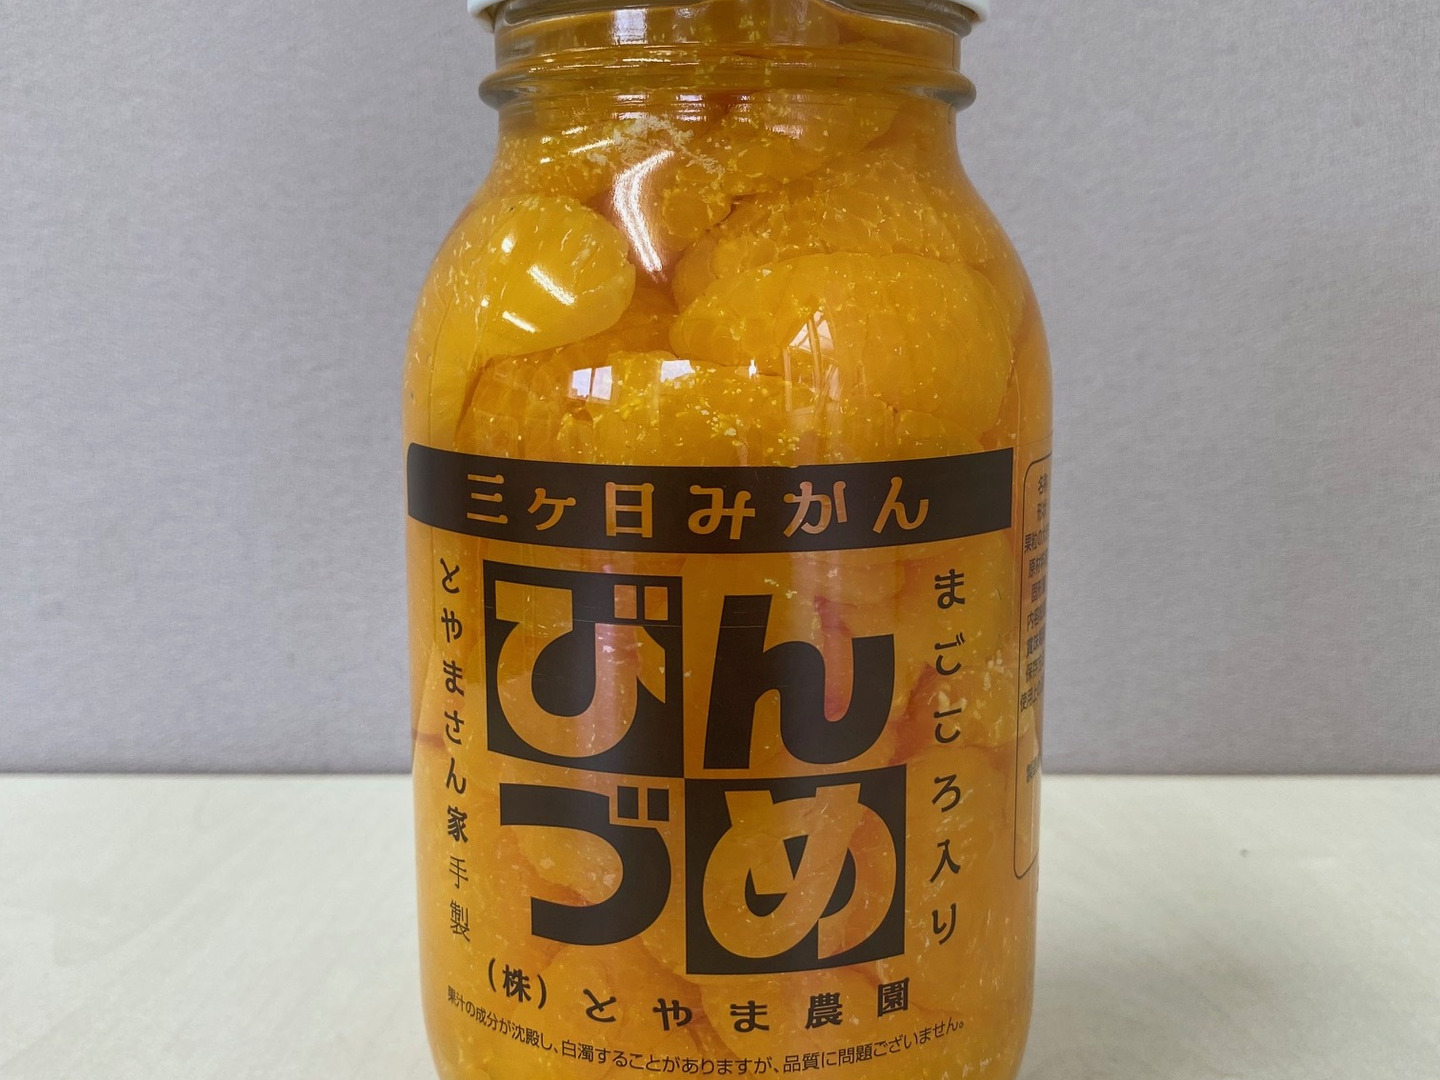 三ヶ日みかん
びん
づめ
まごころ入り
とやまさん家手製
(株)とやま農園
果汁の成分が沈殿し、白濁することがありますが、品質に問題ございません。